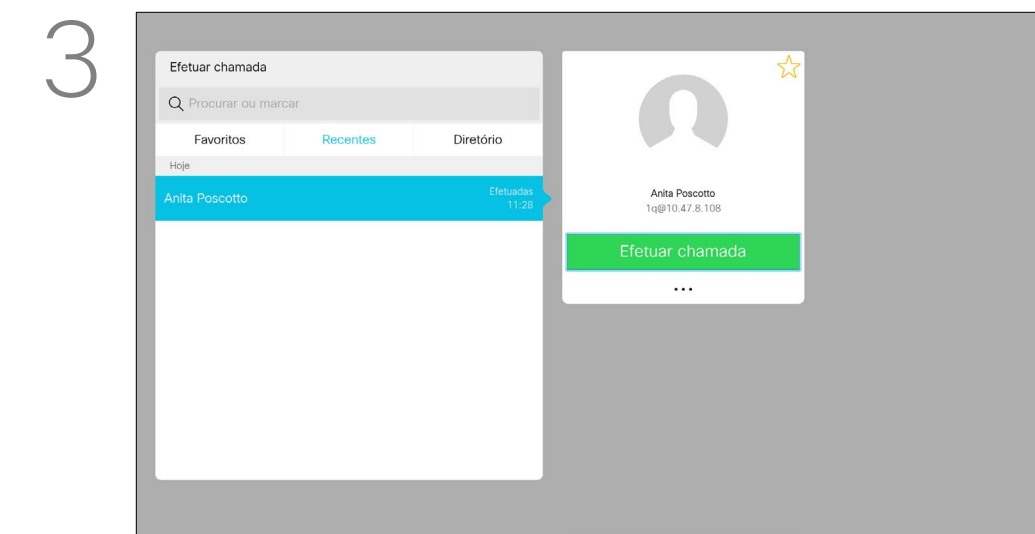 3
Efetuar chamada
Procurar ou marcar
Favoritos Recentes Diretório
Hoje
Anita Poscotto Efetuadas
11:28
Anita Poscotto
1q@10.47.8.108
Efetuar chamada
...